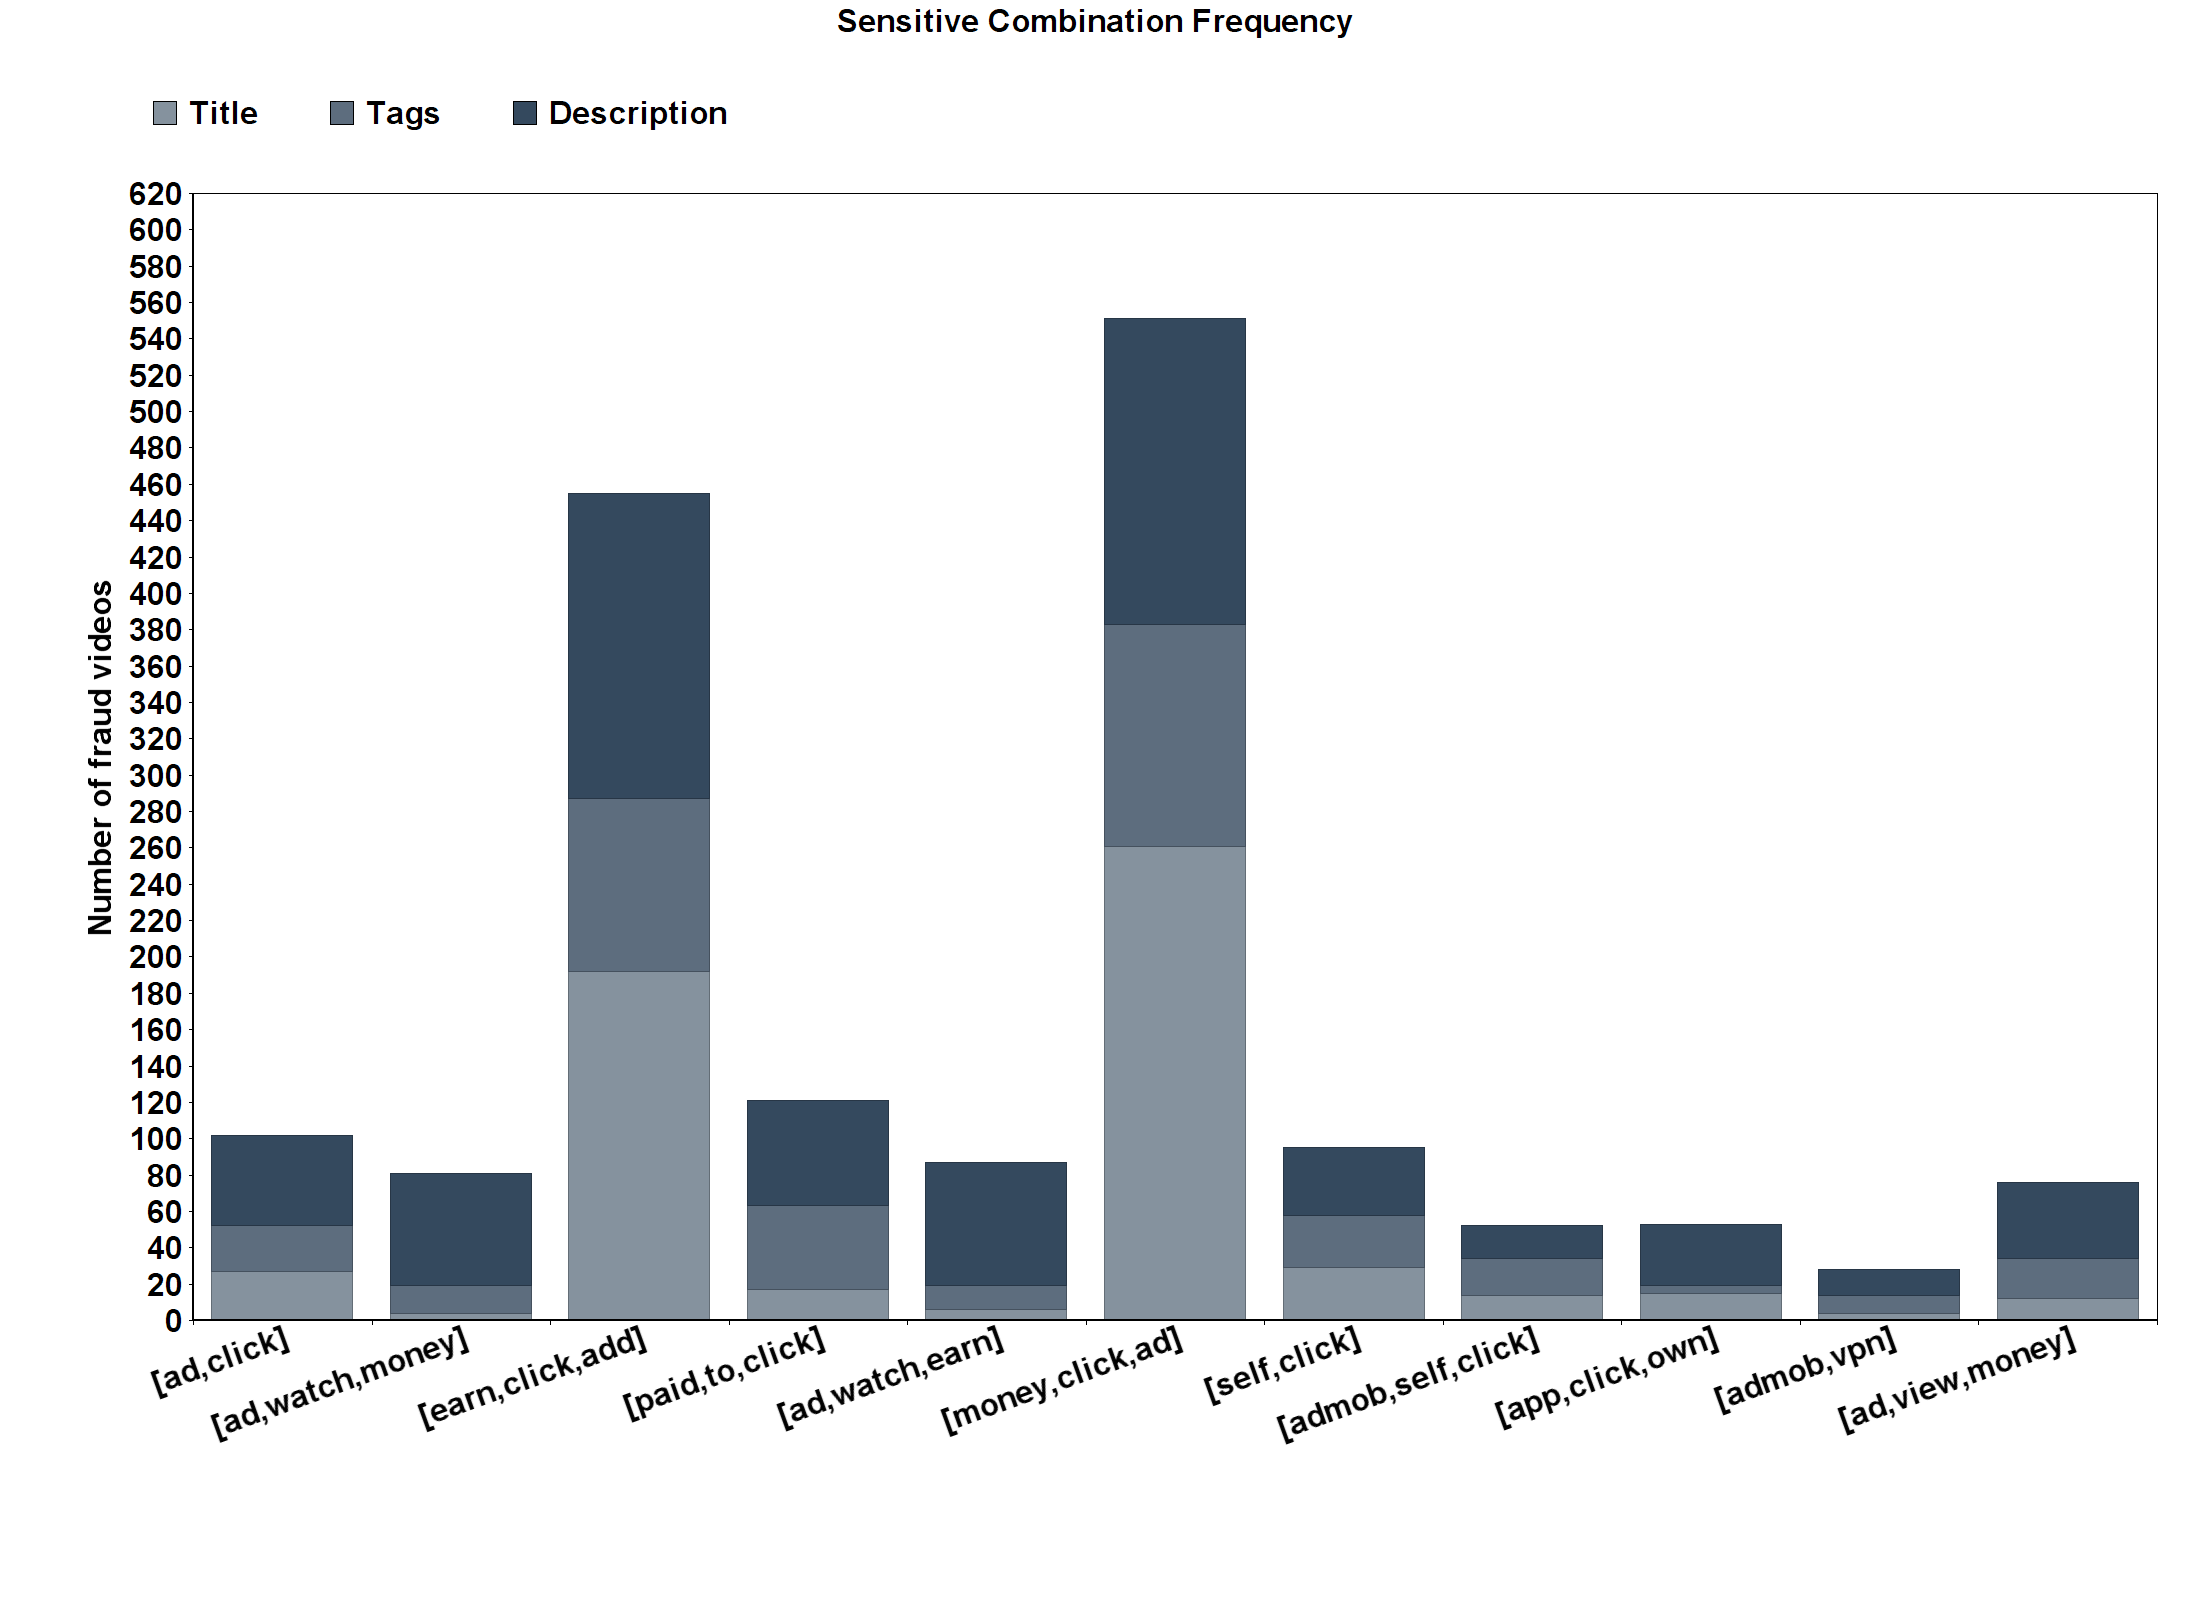 Sensitive Combination Frequency
Title Tags Description
620
600
580
560
540
520
500
480
460
440
420
400
380
360
340
320
300
280
260
240
220
200
180
160
140
120
100
80
60
40
20
0
Number of fraud videos
[ad,click]
[ad,watch,money]
[earn,click,add]
[paid,to,click]
[ad,watch,earn]
[money,click,ad]
[self,click]
[admob,self,click]
[app,click,own]
[admob,vpn]
[ad,view,money]